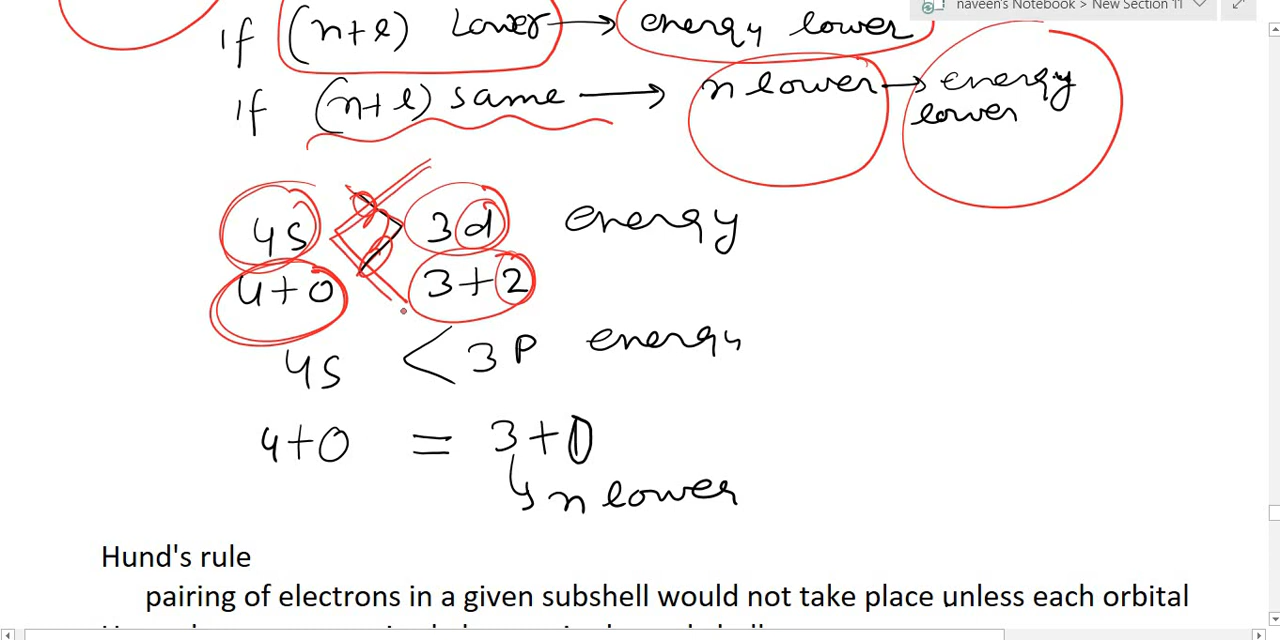 naveen's Notebook > New Section 11
if (n+l) Lower → energy lower
if (n+l) same → n lower → energy
lower
4s 3d energy
4+0 3+2
4s < 3p energy
4+0 = 3+1
↳ n lower
Hund's rule
pairing of electrons in a given subshell would not take place unless each orbital